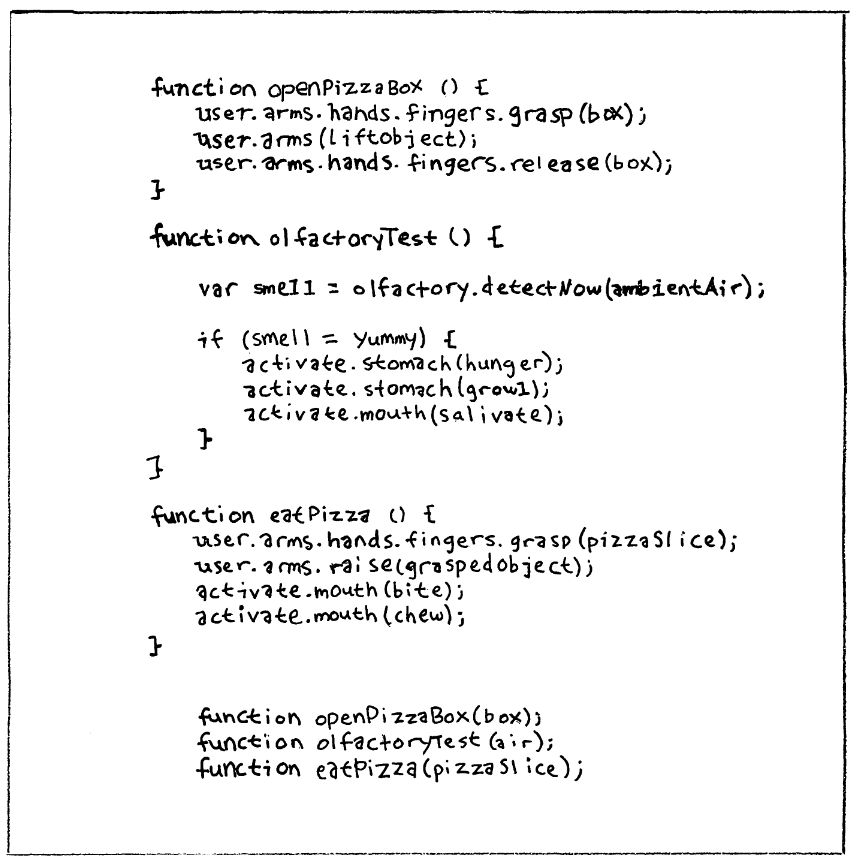 function openPizzaBox () {
user.arms.hands.fingers.grasp(box);
user.arms(liftobject);
user.arms.hands.fingers.release(box);
}
function olfactoryTest () {
var smell = olfactory.detectNow(ambientAir);
if (smell = yummy) {
activate.stomach(hunger);
activate.stomach(growl);
activate.mouth(salivate);
}
}
function eatPizza () {
user.arms.hands.fingers.grasp(pizzaSlice);
user.arms.raise(graspedobject);
activate.mouth(bite);
activate.mouth(chew);
}
function openPizzaBox(box);
function olfactoryTest(air);
function eatPizza(pizzaSlice);